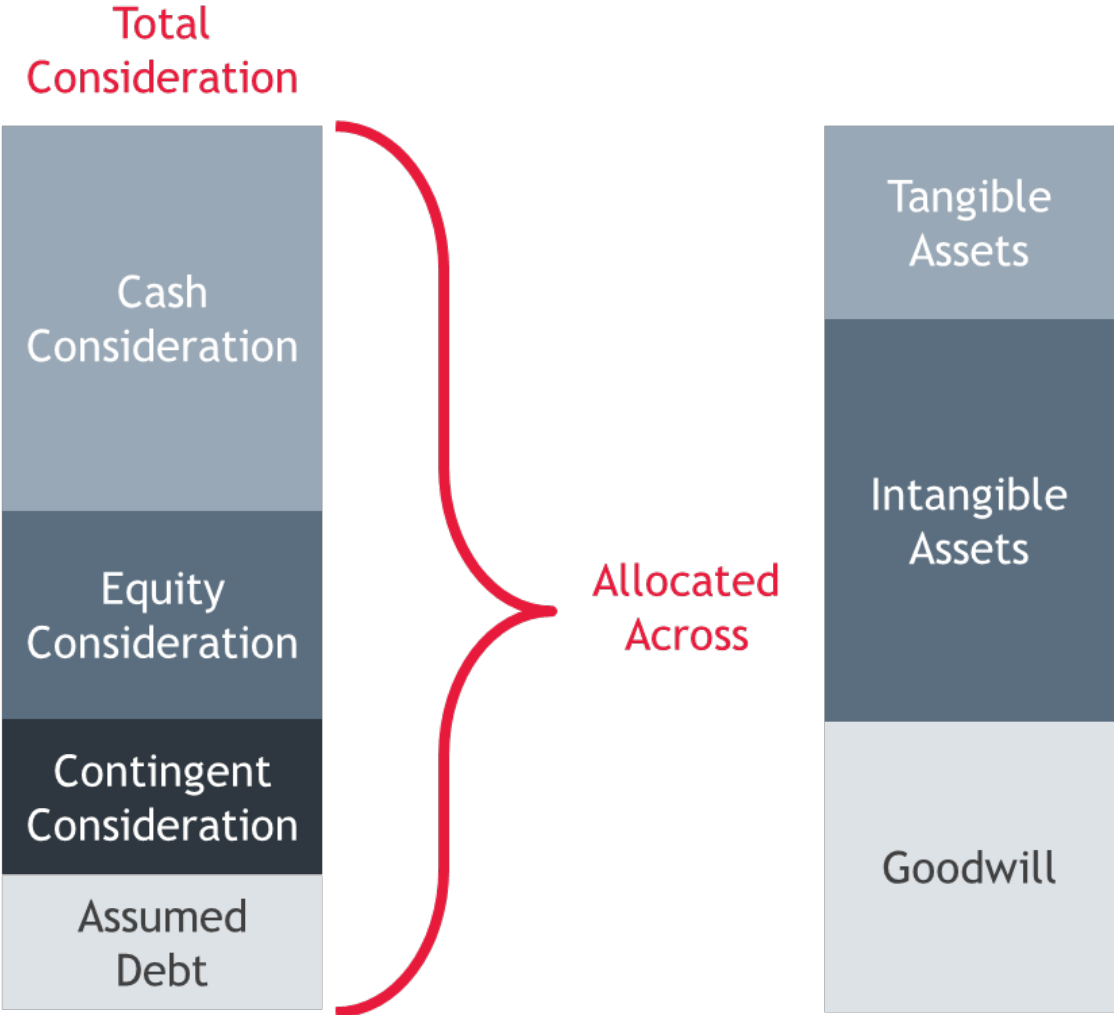 Total
Consideration
Cash
Consideration
Equity
Consideration
Contingent
Consideration
Assumed
Debt
Allocated
Across
Tangible
Assets
Intangible
Assets
Goodwill